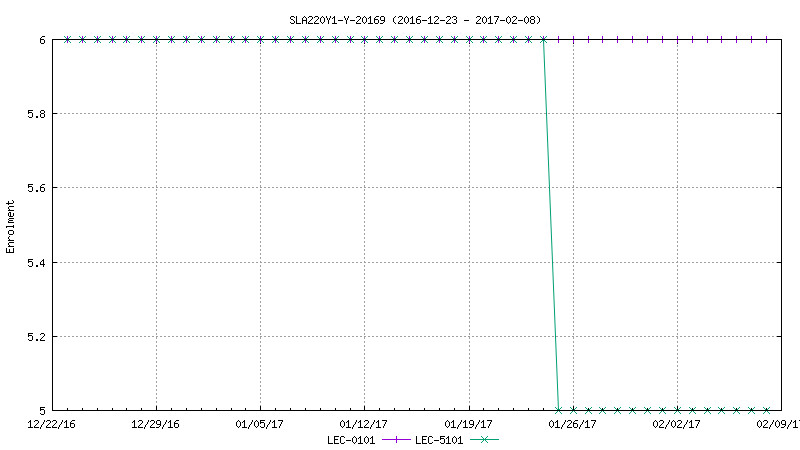 SLA220Y1-Y-20169 (2016-12-23 - 2017-02-08)
6
5.8
5.6
5.4
5.2
5
Enrolment
12/22/16 12/29/16 01/05/17 01/12/17 01/19/17 01/26/17 02/02/17 02/09/1
LEC-0101 LEC-5101